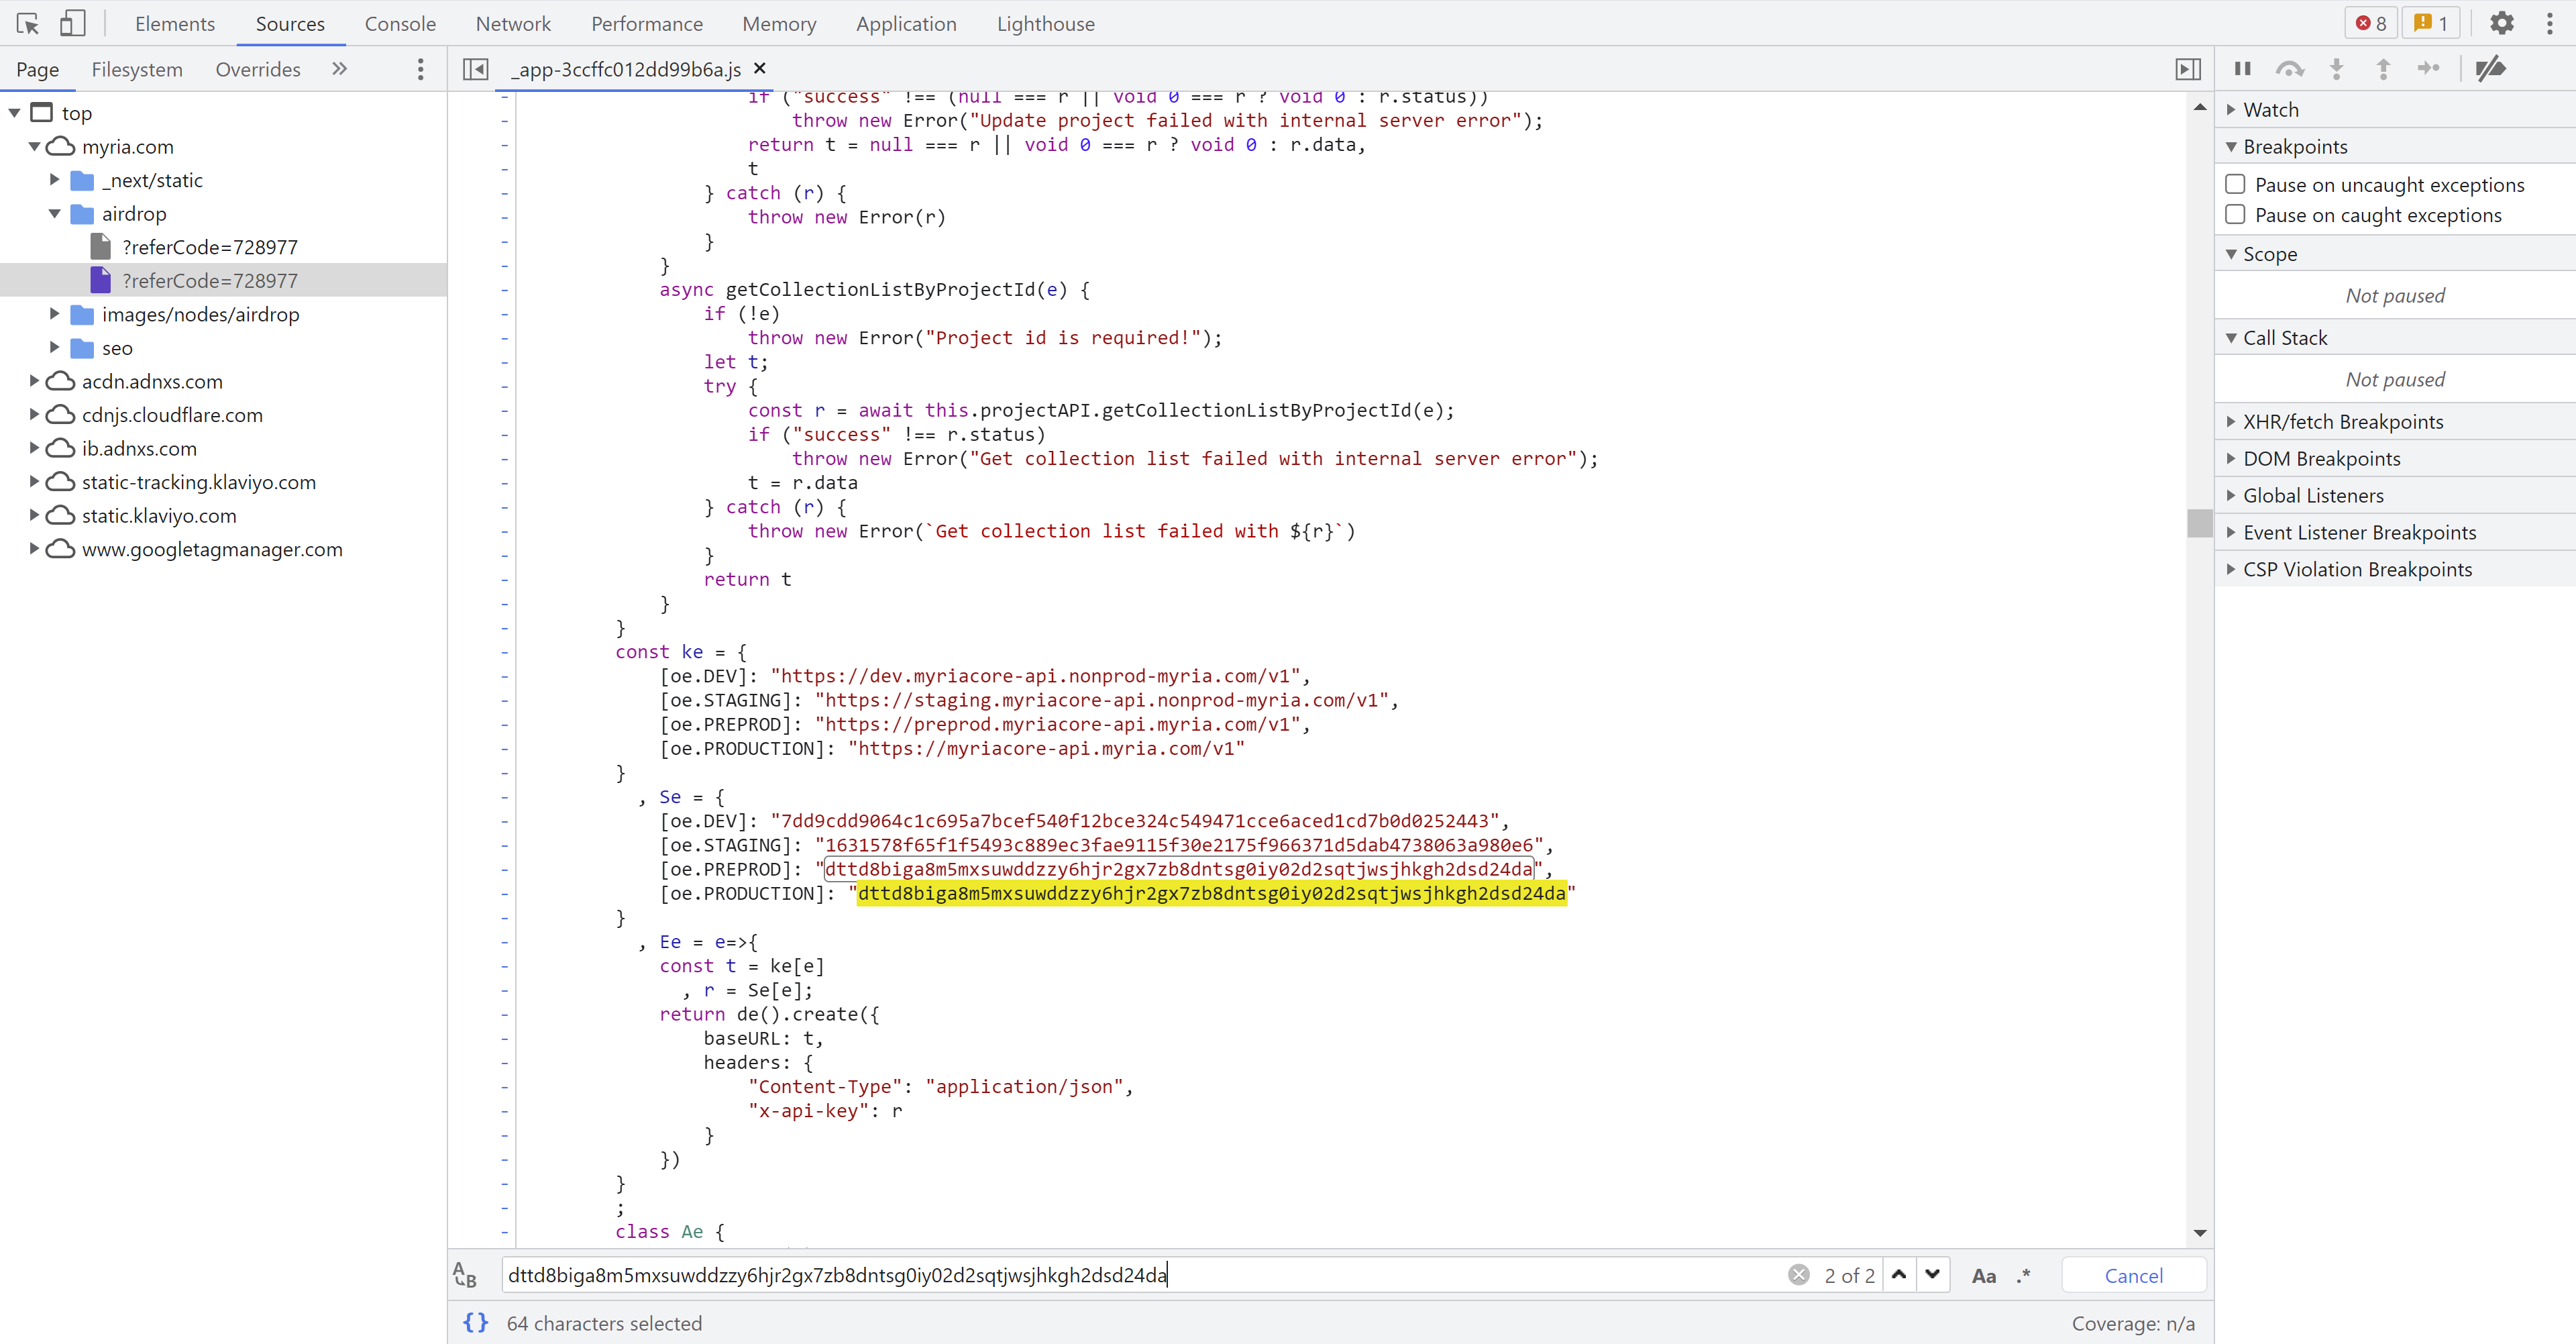 Elements Sources Console Network Performance Memory Application Lighthouse 8 1
Page Filesystem Overrides »
_app-3ccffc012dd99b6a.js ×
top
myria.com
_next/static
airdrop
?referCode=728977
?referCode=728977
images/nodes/airdrop
seo
acdn.adnxs.com
cdnjs.cloudflare.com
ib.adnxs.com
static-tracking.klaviyo.com
static.klaviyo.com
www.googletagmanager.com
if ("success" !== (null === r || void 0 === r ? void 0 : r.status))
throw new Error("Update project failed with internal server error");
return t = null === r || void 0 === r ? void 0 : r.data,
t
} catch (r) {
throw new Error(r)
}
}
async getCollectionListByProjectId(e) {
if (!e)
throw new Error("Project id is required!");
let t;
try {
const r = await this.projectAPI.getCollectionListByProjectId(e);
if ("success" !== r.status)
throw new Error("Get collection list failed with internal server error");
t = r.data
} catch (r) {
throw new Error(`Get collection list failed with ${r}`)
}
return t
}
}
const ke = {
[oe.DEV]: "https://dev.myriacore-api.nonprod-myria.com/v1",
[oe.STAGING]: "https://staging.myriacore-api.nonprod-myria.com/v1",
[oe.PREPROD]: "https://preprod.myriacore-api.myria.com/v1",
[oe.PRODUCTION]: "https://myriacore-api.myria.com/v1"
}
, Se = {
[oe.DEV]: "7dd9cdd9064c1c695a7bcef540f12bce324c549471cce6aced1cd7b0d0252443",
[oe.STAGING]: "1631578f65f1f5493c889ec3fae9115f30e2175f966371d5dab4738063a980e6",
[oe.PREPROD]: "dttd8biga8m5mxsuwddzzy6hjr2gx7zb8dntsg0iy02d2sqtjwsjhkgh2dsd24da",
[oe.PRODUCTION]: "dttd8biga8m5mxsuwddzzy6hjr2gx7zb8dntsg0iy02d2sqtjwsjhkgh2dsd24da"
}
, Ee = e=>{
const t = ke[e]
, r = Se[e];
return de().create({
baseURL: t,
headers: {
"Content-Type": "application/json",
"x-api-key": r
}
})
}
;
class Ae {
dttd8biga8m5mxsuwddzzy6hjr2gx7zb8dntsg0iy02d2sqtjwsjhkgh2dsd24da 2 of 2 Aa .* Cancel
{} 64 characters selected Coverage: n/a
Watch
Breakpoints
Pause on uncaught exceptions
Pause on caught exceptions
Scope
Not paused
Call Stack
Not paused
XHR/fetch Breakpoints
DOM Breakpoints
Global Listeners
Event Listener Breakpoints
CSP Violation Breakpoints